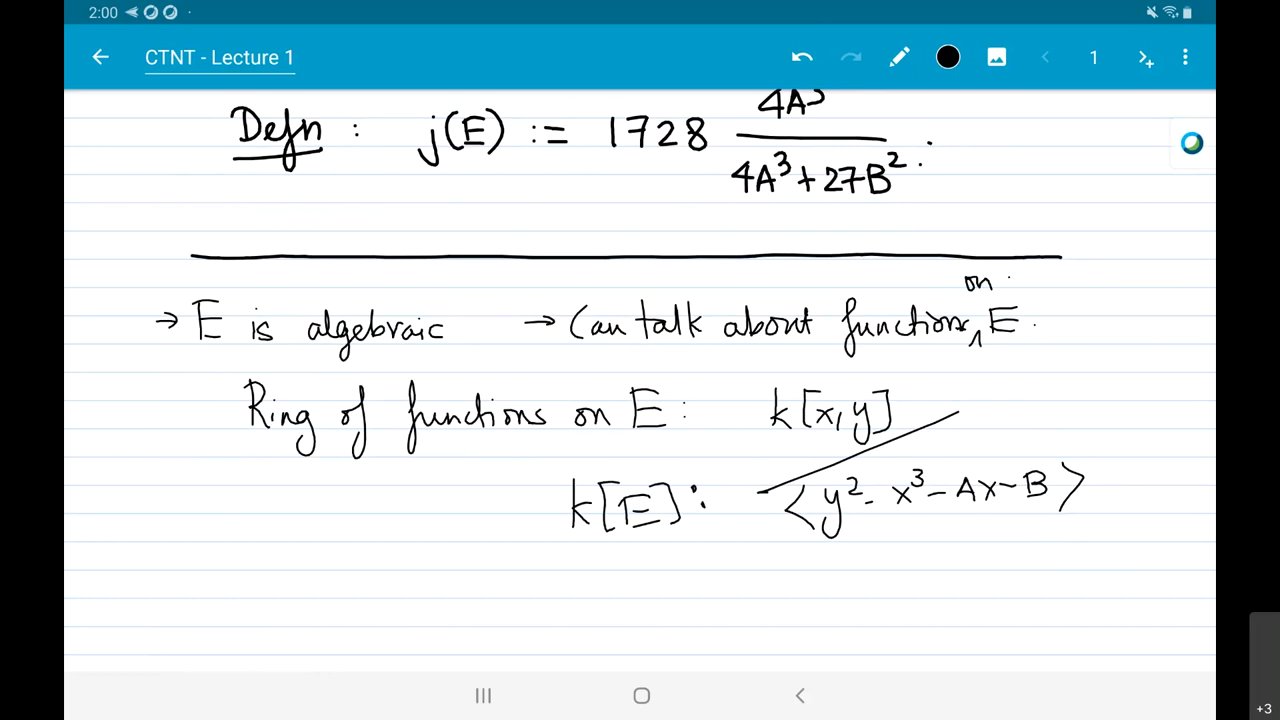 2:00
CTNT - Lecture 1
1
Defn : j(E) := 1728 4A³ / 4A³ + 27B² .
→ E is algebraic → Can talk about functions on E.
Ring of functions on E : k[x,y]
k[E] : ⟨y² - x³ - Ax - B⟩
+3